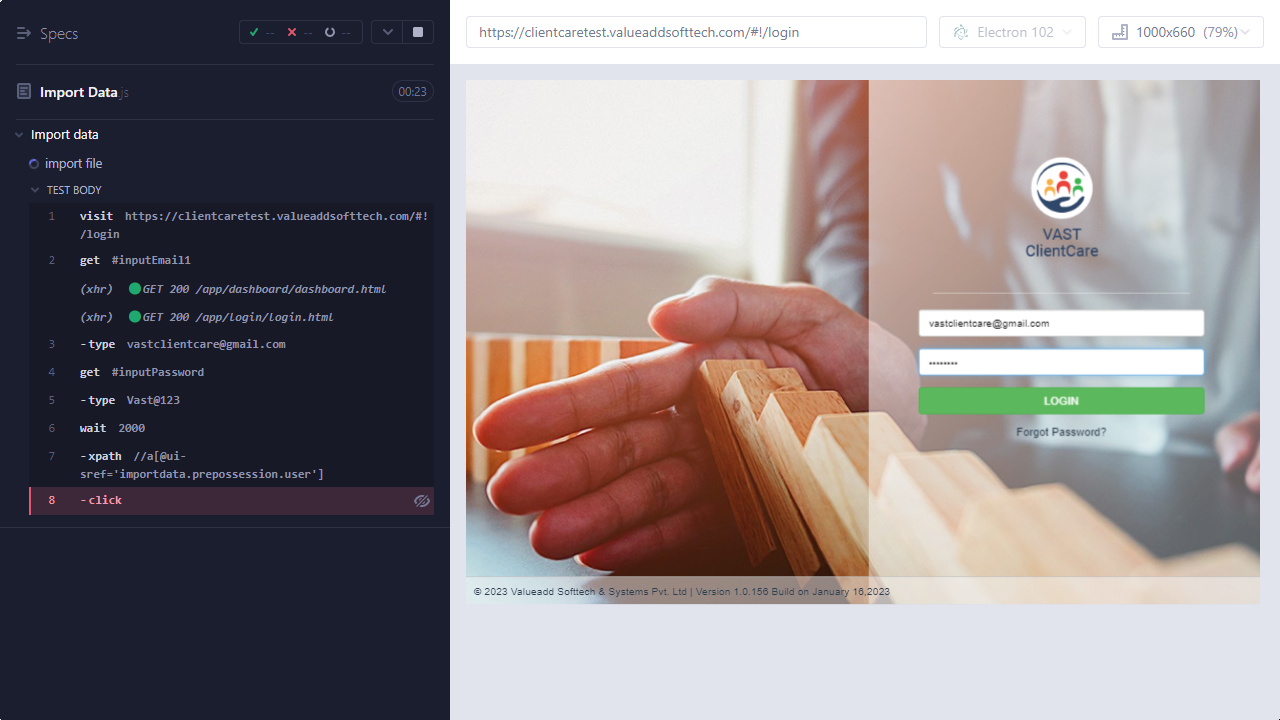 Specs
-- -- --
https://clientcaretest.valueaddsofttech.com/#!/login
Electron 102
1000x660 (79%)
Import Data.js
00:23
Import data
import file
TEST BODY
1 visit https://clientcaretest.valueaddsofttech.com/#!
/login
2 get #inputEmail1
(xhr) GET 200 /app/dashboard/dashboard.html
(xhr) GET 200 /app/login/login.html
3 -type vastclientcare@gmail.com
4 get #inputPassword
5 -type Vast@123
6 wait 2000
7 -xpath //a[@ui-
sref='importdata.prepossession.user']
8 -click
VAST
ClientCare
vastclientcare@gmail.com
LOGIN
Forgot Password?
© 2023 Valueadd Softtech & Systems Pvt. Ltd | Version 1.0.156 Build on January 16,2023